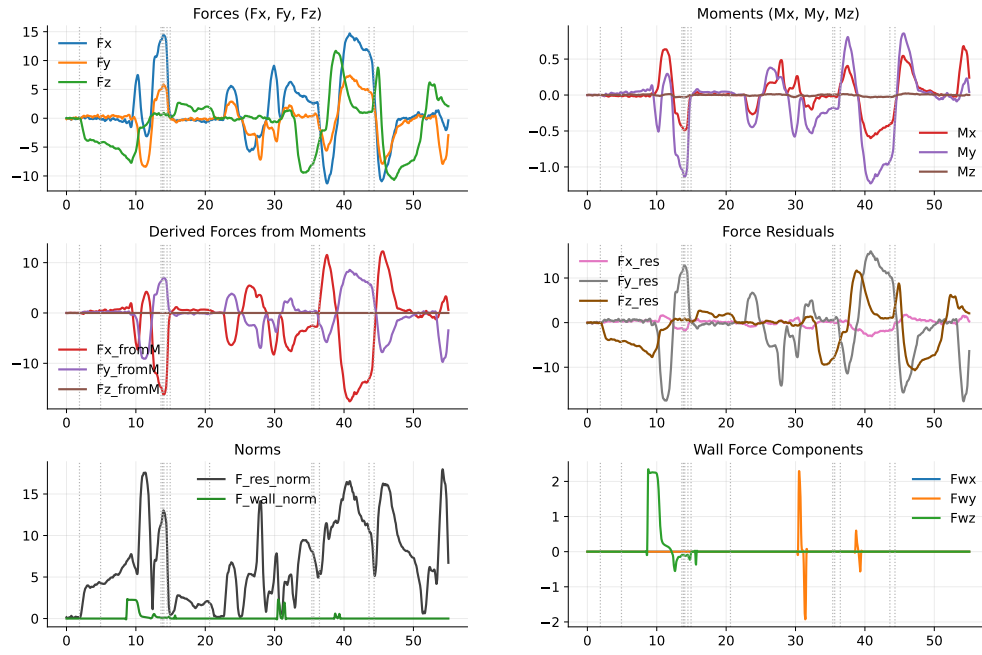 Forces (Fx, Fy, Fz)
15
10
5
0
−5
−10
Fx
Fy
Fz
0
10
20
30
40
50
Moments (Mx, My, Mz)
0.5
0.0
−0.5
−1.0
Mx
My
Mz
0
10
20
30
40
50
Derived Forces from Moments
10
0
−10
Fx_fromM
Fy_fromM
Fz_fromM
0
10
20
30
40
50
Force Residuals
10
0
−10
Fx_res
Fy_res
Fz_res
0
10
20
30
40
50
Norms
15
10
5
0
F_res_norm
F_wall_norm
0
10
20
30
40
50
Wall Force Components
2
1
0
−1
−2
Fwx
Fwy
Fwz
0
10
20
30
40
50